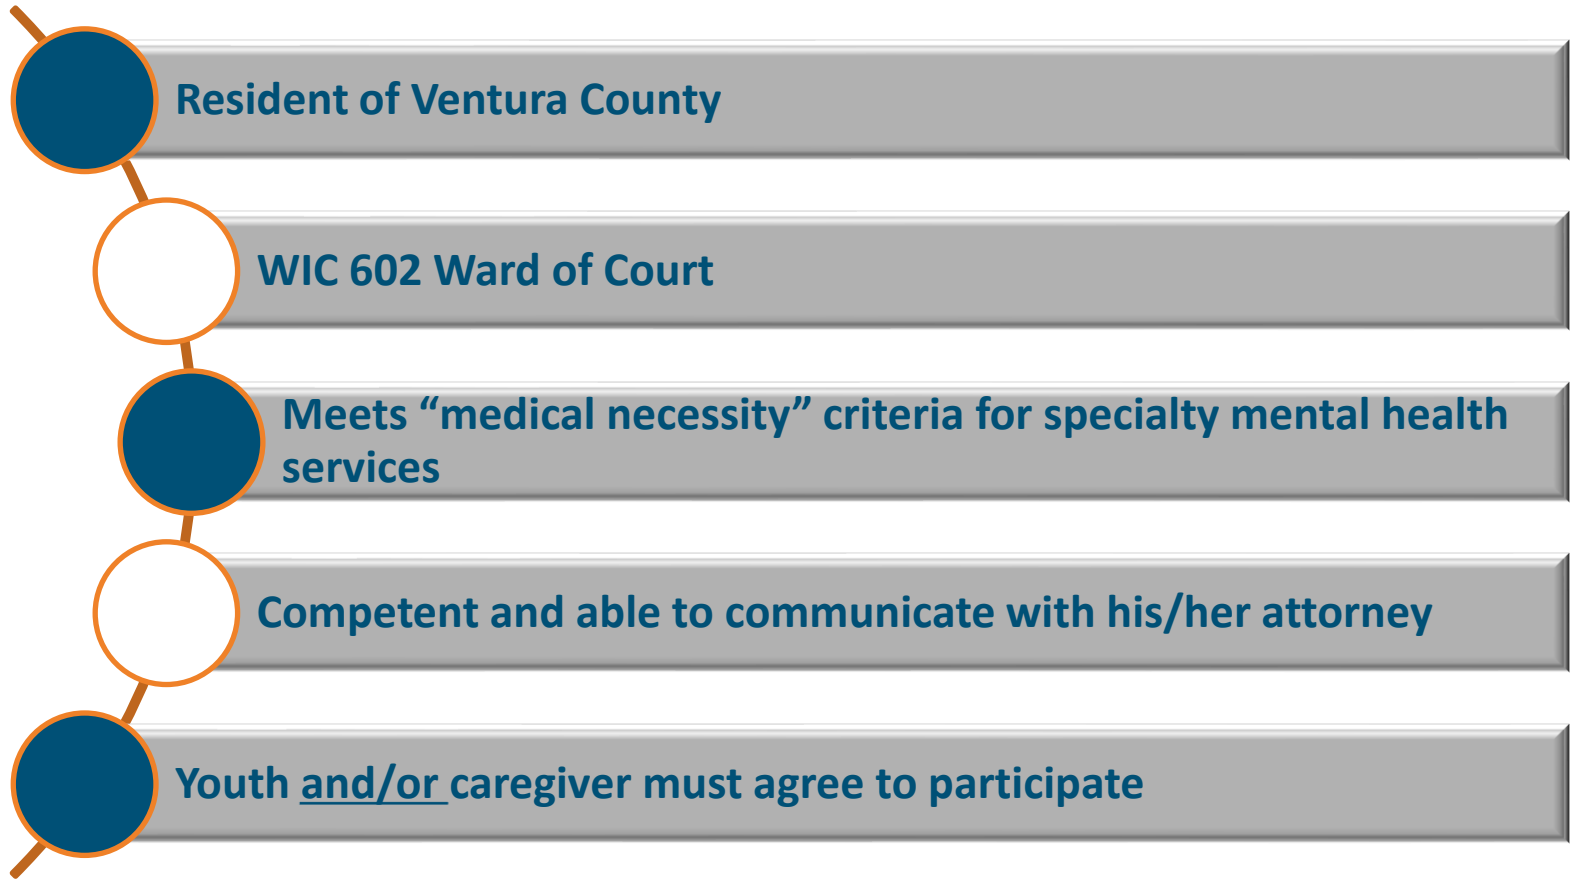 Resident of Ventura County
WIC 602 Ward of Court
Meets “medical necessity” criteria for specialty mental health
services
Competent and able to communicate with his/her attorney
Youth and/or caregiver must agree to participate